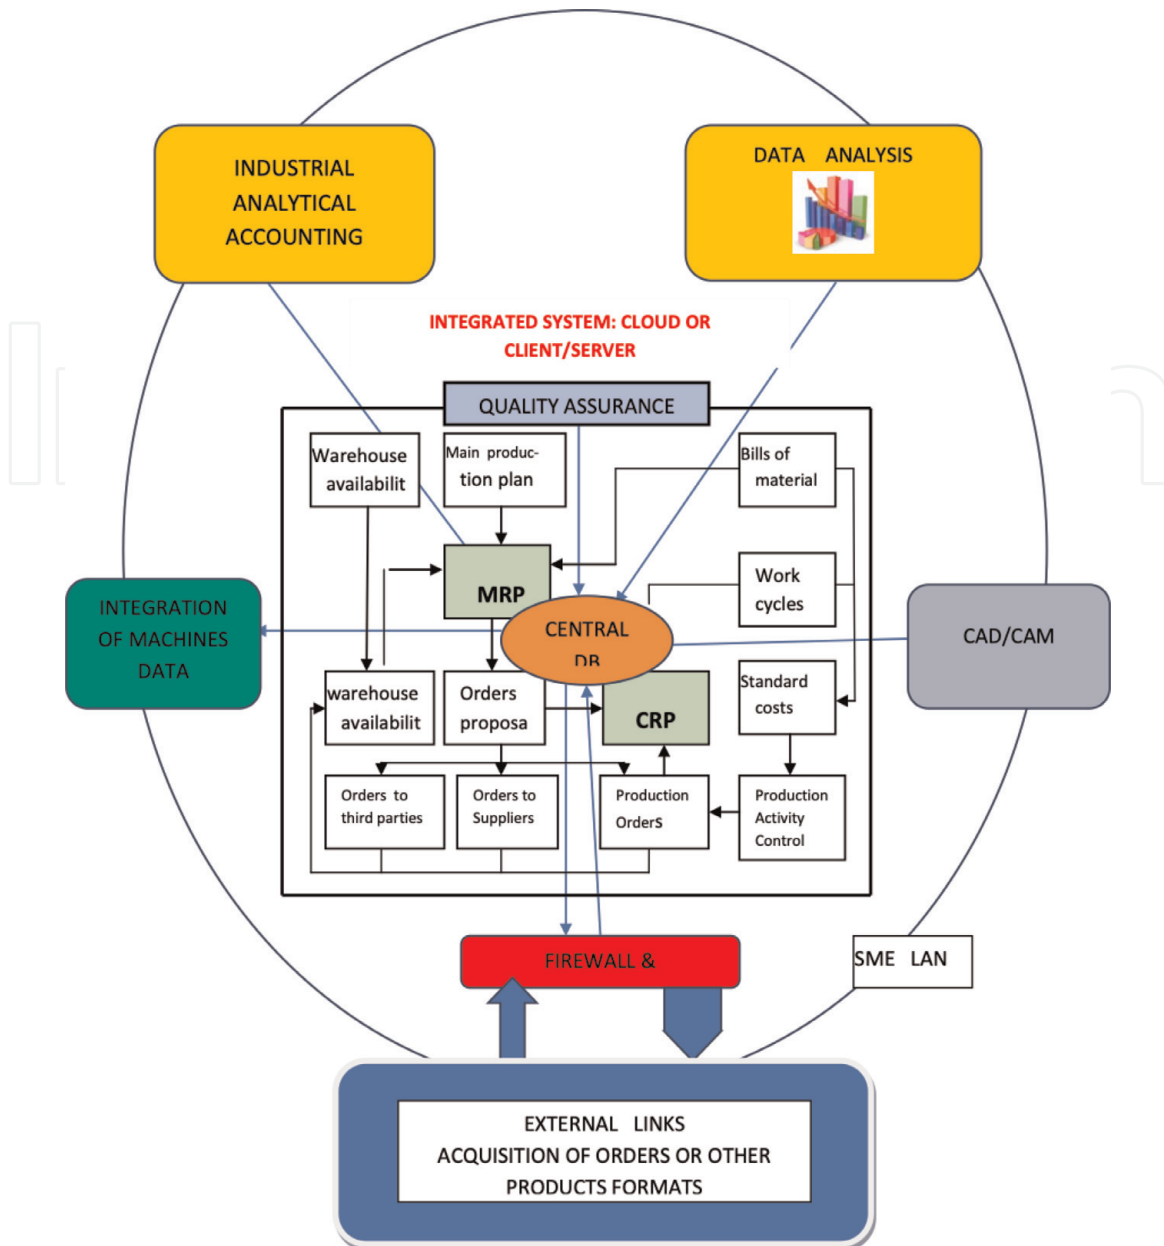 INDUSTRIAL
ANALYTICAL
ACCOUNTING
DATA ANALYSIS
INTEGRATED SYSTEM: CLOUD OR
CLIENT/SERVER
QUALITY ASSURANCE
Warehouse
availabilit
Main produc-
tion plan
Bills of
material
MRP
Work
cycles
INTEGRATION
OF MACHINES
DATA
CENTRAL
DB
CAD/CAM
warehouse
availabilit
Orders
proposa
CRP
Standard
costs
Orders to
third parties
Orders to
Suppliers
Production
Orders
Production
Activity
Control
FIREWALL &
SME LAN
EXTERNAL LINKS
ACQUISITION OF ORDERS OR OTHER
PRODUCTS FORMATS